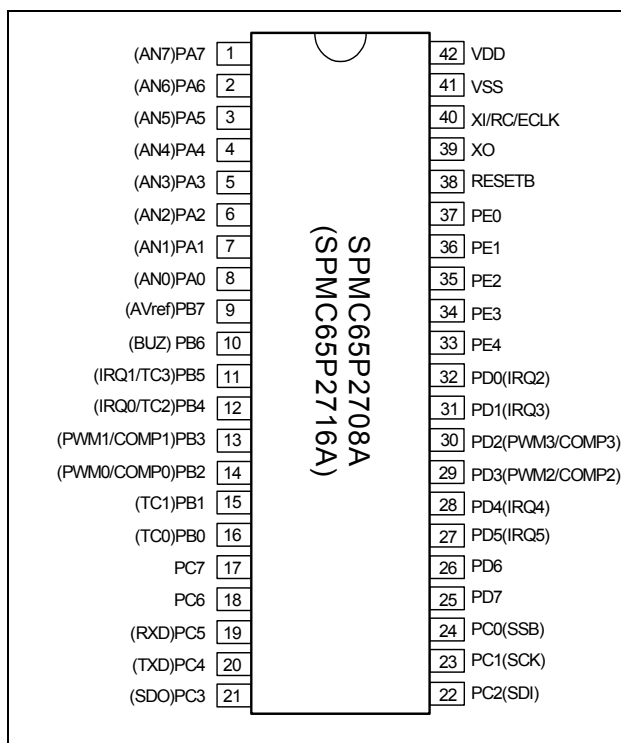 (AN7)PA7 1
(AN6)PA6 2
(AN5)PA5 3
(AN4)PA4 4
(AN3)PA3 5
(AN2)PA2 6
(AN1)PA1 7
(AN0)PA0 8
(AVref)PB7 9
(BUZ) PB6 10
(IRQ1/TC3)PB5 11
(IRQ0/TC2)PB4 12
(PWM1/COMP1)PB3 13
(PWM0/COMP0)PB2 14
(TC1)PB1 15
(TC0)PB0 16
PC7 17
PC6 18
(RXD)PC5 19
(TXD)PC4 20
(SDO)PC3 21
SPMC65P2708A
(SPMC65P2716A)
42 VDD
41 VSS
40 XI/RC/ECLK
39 XO
38 RESETB
37 PE0
36 PE1
35 PE2
34 PE3
33 PE4
32 PD0(IRQ2)
31 PD1(IRQ3)
30 PD2(PWM3/COMP3)
29 PD3(PWM2/COMP2)
28 PD4(IRQ4)
27 PD5(IRQ5)
26 PD6
25 PD7
24 PC0(SSB)
23 PC1(SCK)
22 PC2(SDI)